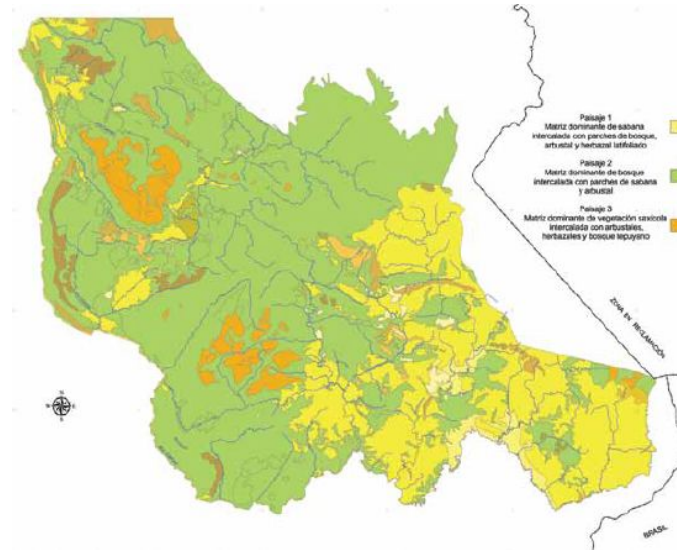 Paisaje 1
Matriz dominante de sabana
intercalada con parches de bosque,
arbustal y herbazal latifoliado
Paisaje 2
Matriz dominante de bosque
intercalada con parches de sabana
y arbustal
Paisaje 3
Matriz dominante de vegetación saxícola
intercalada con arbustales,
herbazales y bosque tepuyano
ZONA EN RECLAMACIÓN
BRASIL